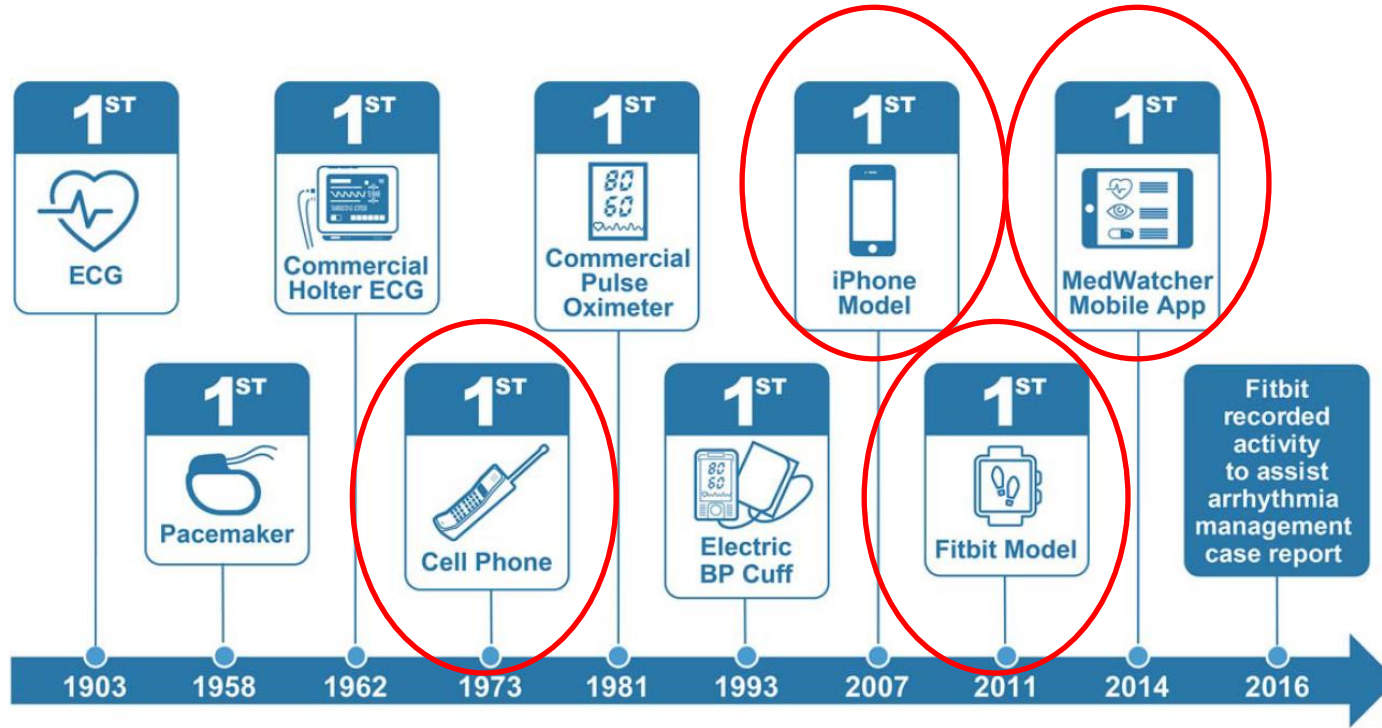 1ST
ECG
1ST
Commercial
Holter ECG
1ST
80
60
Commercial
Pulse
Oximeter
1ST
iPhone
Model
1ST
MedWatcher
Mobile App
1ST
Pacemaker
1ST
Cell Phone
1ST
80
60
Electric
BP Cuff
1ST
Fitbit Model
Fitbit
recorded
activity
to assist
arrhythmia
management
case report
1903 1958 1962 1973 1981 1993 2007 2011 2014 2016